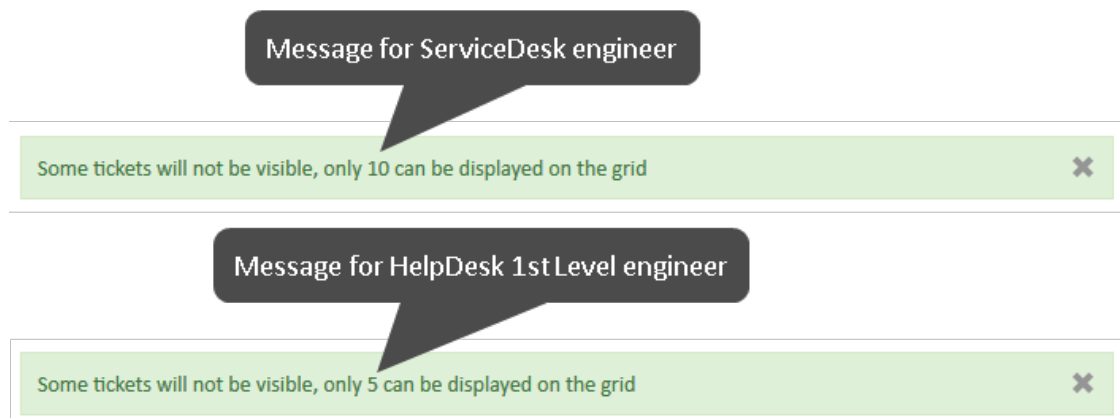 Message for ServiceDesk engineer
Some tickets will not be visible, only 10 can be displayed on the grid
Message for HelpDesk 1st Level engineer
Some tickets will not be visible, only 5 can be displayed on the grid